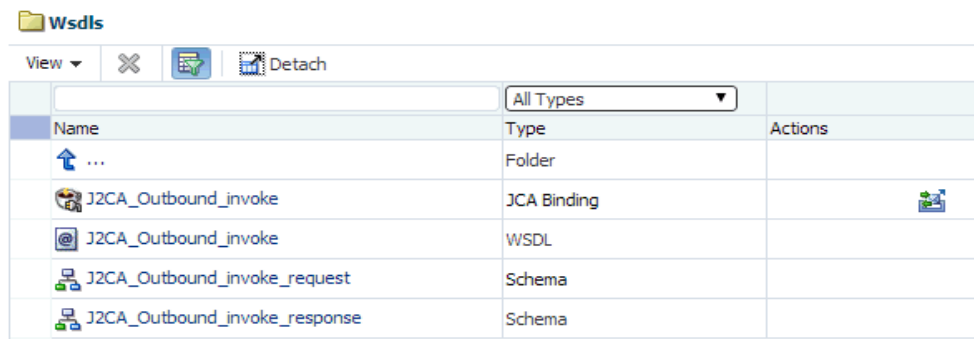 Wsdls
View Detach
All Types
Name Type Actions
... Folder
J2CA_Outbound_invoke JCA Binding
J2CA_Outbound_invoke WSDL
J2CA_Outbound_invoke_request Schema
J2CA_Outbound_invoke_response Schema